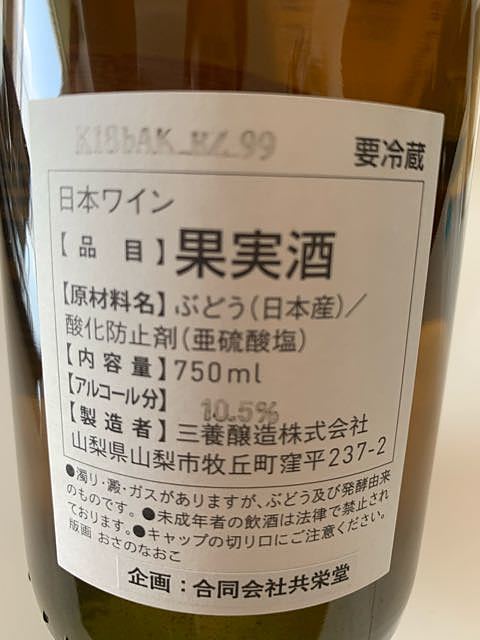 K18bAK_HZ_99
要冷蔵
日本ワイン
【品 目】果実酒
【原材料名】ぶどう(日本産)/
酸化防止剤(亜硫酸塩)
【内容量】750ml
【アルコール分】 10.5%
【製造者】三養醸造株式会社
山梨県山梨市牧丘町窪平237-2
●濁り・澱・ガスがありますが、ぶどう及び発酵由来
のものです。●未成年者の飲酒は法律で禁止され
ております。●キャップの切り口にご注意ください。
版画 おさのなおこ
企画：合同会社共栄堂